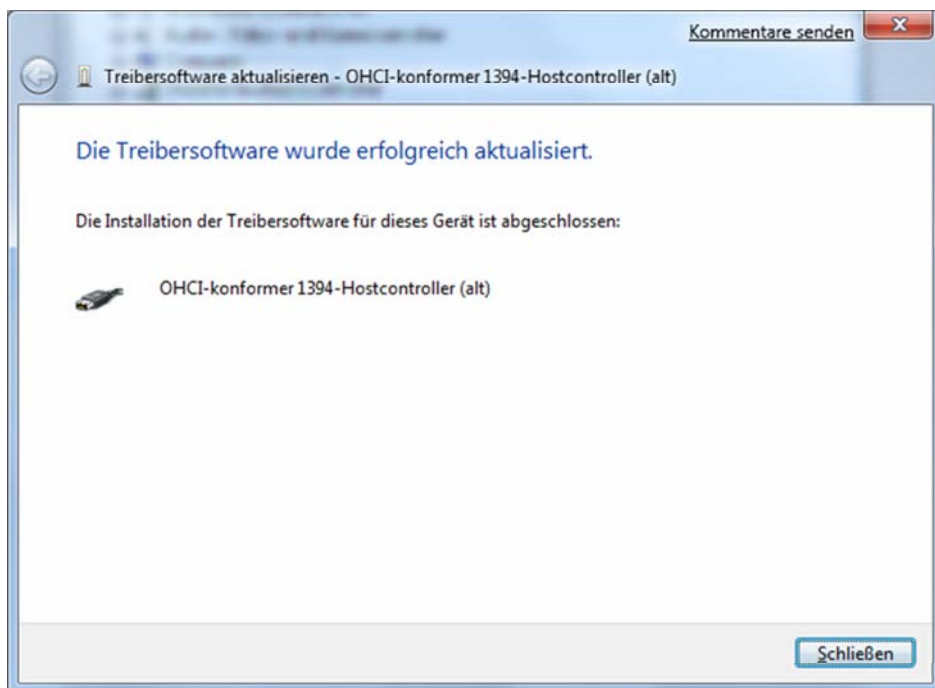 Kommentare senden
Treibersoftware aktualisieren - OHCI-konformer 1394-Hostcontroller (alt)
Die Treibersoftware wurde erfolgreich aktualisiert.
Die Installation der Treibersoftware für dieses Gerät ist abgeschlossen:
OHCI-konformer 1394-Hostcontroller (alt)
Schließen